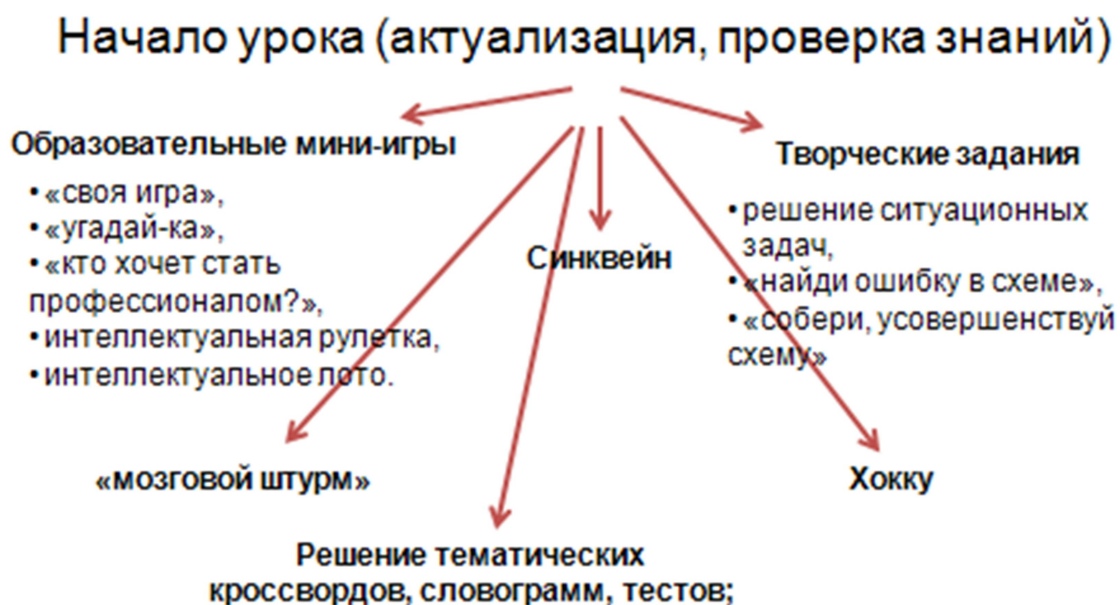 Начало урока (актуализация, проверка знаний)
Образовательные мини-игры
• «своя игра»,
• «угадай-ка»,
• «кто хочет стать
профессионалом?»,
• интеллектуальная рулетка,
• интеллектуальное лото.
Творческие задания
• решение ситуационных
задач,
• «найди ошибку в схеме»,
• «собери, усовершенствуй
схему»
Синквейн
«мозговой штурм»
Хокку
Решение тематических
кроссвордов, словограмм, тестов;